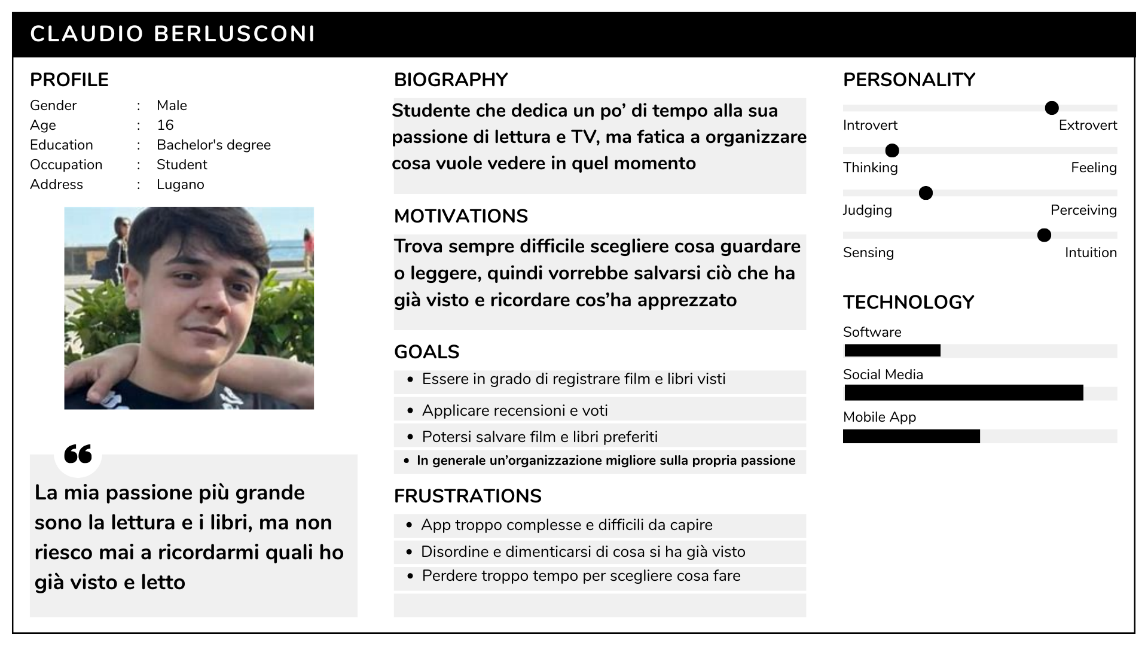 CLAUDIO BERLUSCONI
PROFILE
Gender : Male
Age : 16
Education : Bachelor's degree
Occupation : Student
Address : Lugano
“
La mia passione più grande
sono la lettura e i libri, ma non
riesco mai a ricordarmi quali ho
già visto e letto
BIOGRAPHY
Studente che dedica un po’ di tempo alla sua
passione di lettura e TV, ma fatica a organizzare
cosa vuole vedere in quel momento
MOTIVATIONS
Trova sempre difficile scegliere cosa guardare
o leggere, quindi vorrebbe salvarsi ciò che ha
già visto e ricordare cos’ha apprezzato
GOALS
• Essere in grado di registrare film e libri visti
• Applicare recensioni e voti
• Potersi salvare film e libri preferiti
• In generale un’organizzazione migliore sulla propria passione
FRUSTRATIONS
• App troppo complesse e difficili da capire
• Disordine e dimenticarsi di cosa si ha già visto
• Perdere troppo tempo per scegliere cosa fare
PERSONALITY
Introvert Extrovert
Thinking Feeling
Judging Perceiving
Sensing Intuition
TECHNOLOGY
Software
Social Media
Mobile App